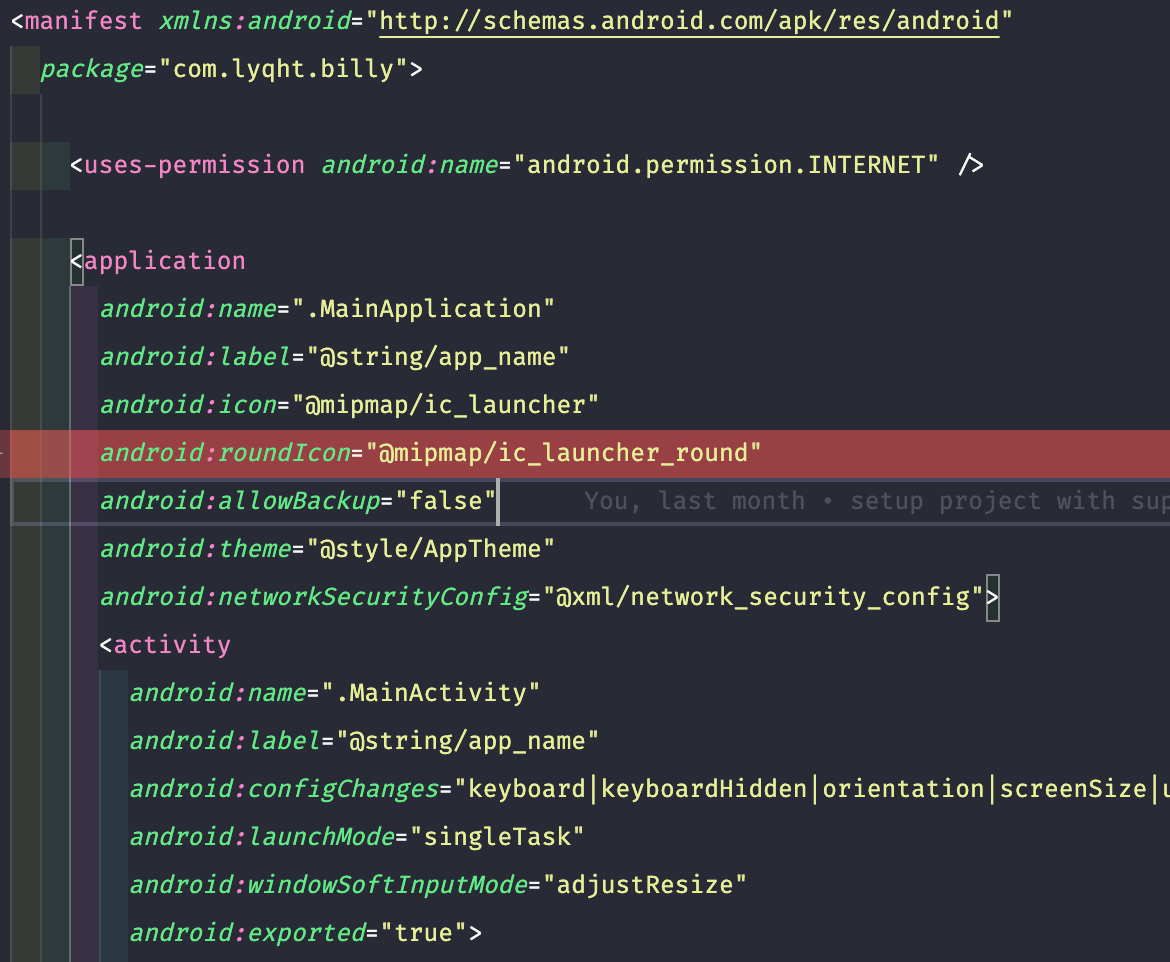 <manifest xmlns:android="http://schemas.android.com/apk/res/android"
package="com.lyqht.billy">
<uses-permission android:name="android.permission.INTERNET" />
<application
android:name=".MainApplication"
android:label="@string/app_name"
android:icon="@mipmap/ic_launcher"
android:roundIcon="@mipmap/ic_launcher_round"
android:allowBackup="false" You, last month • setup project with
android:theme="@style/AppTheme"
android:networkSecurityConfig="@xml/network_security_config">
<activity
android:name=".MainActivity"
android:label="@string/app_name"
android:configChanges="keyboard|keyboardHidden|orientation|screenSize|
android:launchMode="singleTask"
android:windowSoftInputMode="adjustResize"
android:exported="true">